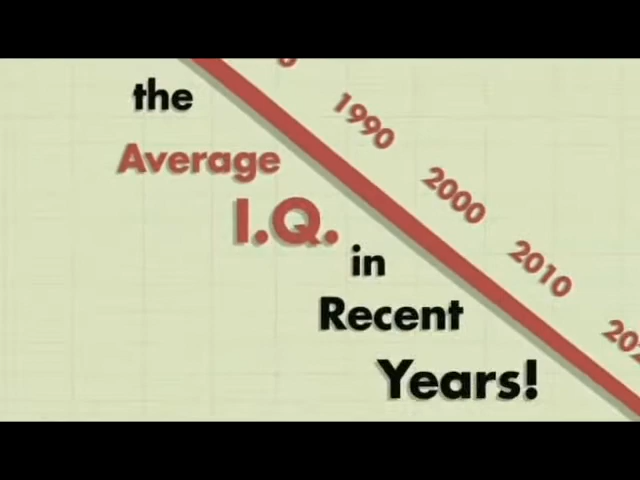 the
Average
I.Q.
in
Recent
Years!
1990
2000
2010